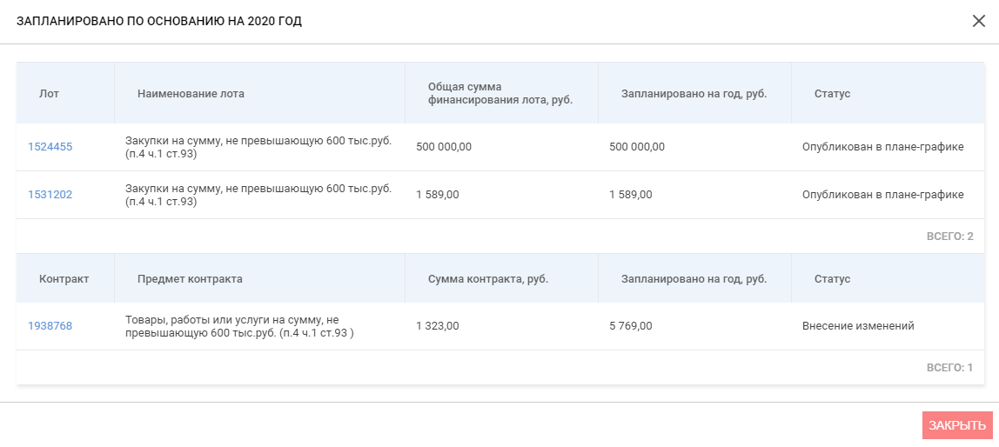 ЗАПЛАНИРОВАНО ПО ОСНОВАНИЮ НА 2020 ГОД
Лот
Наименование лота
Общая сумма
финансирования лота, руб.
Запланировано на год, руб.
Статус
1524455
Закупки на сумму, не превышающую 600 тыс.руб.
(п.4 ч.1 ст.93)
500 000,00
500 000,00
Опубликован в плане-графике
1531202
Закупки на сумму, не превышающую 600 тыс.руб.
(п.4 ч.1 ст.93)
1 589,00
1 589,00
Опубликован в плане-графике
ВСЕГО: 2
Контракт
Предмет контракта
Сумма контракта, руб.
Запланировано на год, руб.
Статус
1938768
Товары, работы или услуги на сумму, не
превышающую 600 тыс.руб. (п.4 ч.1 ст.93 )
1 323,00
5 769,00
Внесение изменений
ВСЕГО: 1
ЗАКРЫТЬ